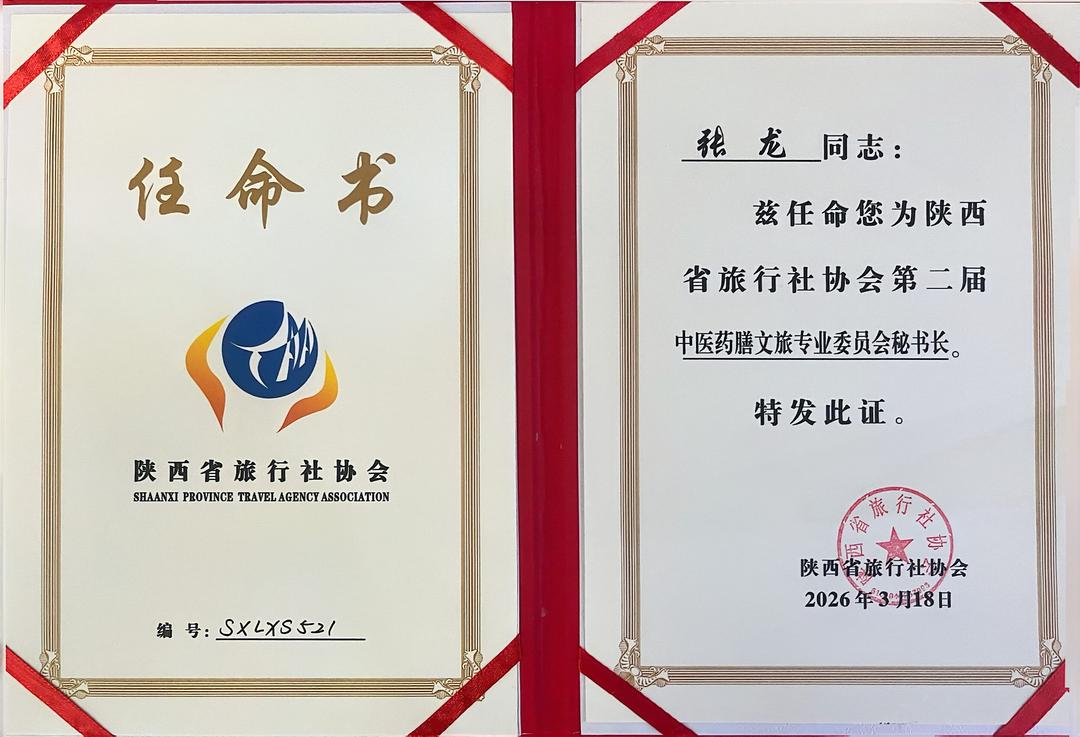 任命书
陕西省旅行社协会
SHAANXI PROVINCE TRAVEL AGENCY ASSOCIATION
编 号: SXLXS521
张 龙 同志:
兹任命您为陕西
省旅行社协会第二届
中医药膳文旅专业委员会秘书长。
特发此证。
陕西省旅行社协会
陕西省旅行社协会
2026年3月18日